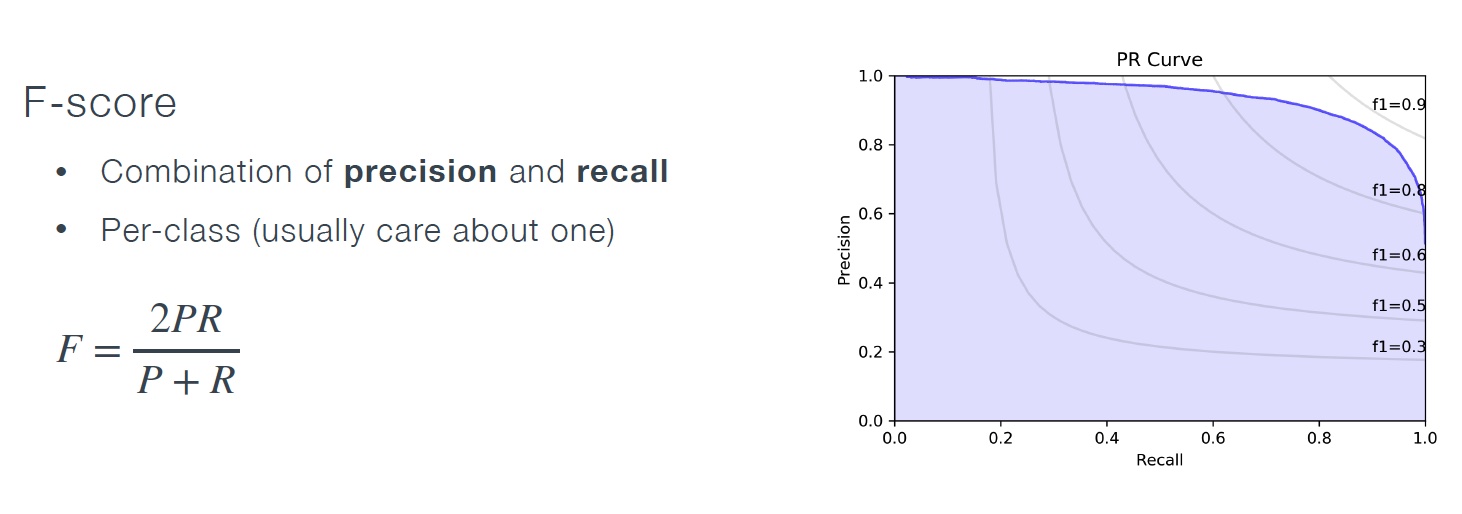 F-score
• Combination of precision and recall
• Per-class (usually care about one)
F = 2PR / P + R
PR Curve
Precision
1.0
0.8
0.6
0.4
0.2
0.0
f1=0.9
f1=0.8
f1=0.6
f1=0.5
f1=0.3
0.0 0.2 0.4 0.6 0.8 1.0
Recall